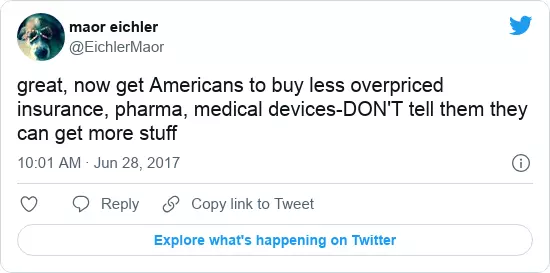 maor eichler
@EichlerMaor
great, now get Americans to buy less overpriced
insurance, pharma, medical devices-DON'T tell them they
can get more stuff
10:01 AM · Jun 28, 2017
Reply
Copy link to Tweet
Explore what's happening on Twitter